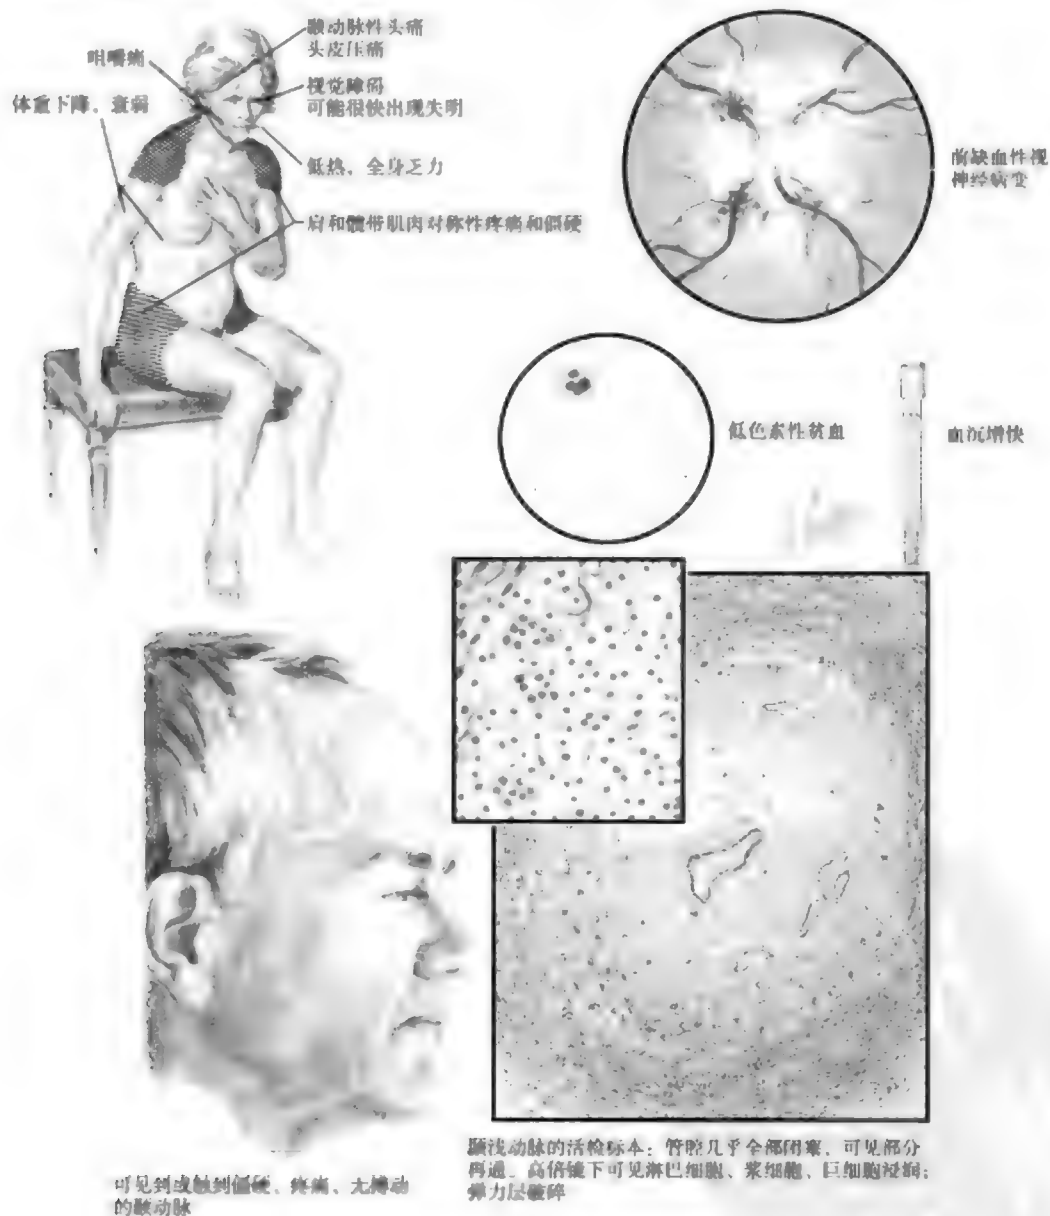 颞动脉性头痛
头皮压痛
咀嚼痛
视觉障碍
可能很快出现失明
体重下降，衰弱
低热，全身乏力
肩和髋带肌肉对称性疼痛和僵硬
前缺血性视
神经病变
低色素性贫血
血沉增快
可见到或触到僵硬、疼痛、无搏动
的颞动脉
颞浅动脉的活检标本：管腔几乎全部闭塞，可见部分
再通。高倍镜下可见淋巴细胞、浆细胞、巨细胞浸润；
弹力层破碎